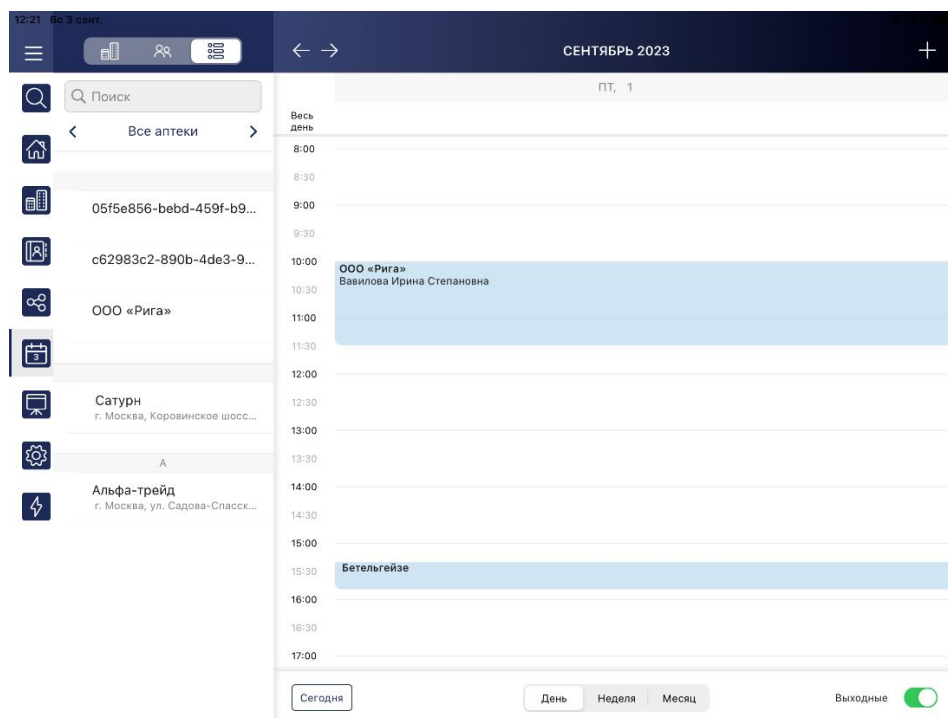 12:21 Вс 3 сент.
СЕНТЯБРЬ 2023
Поиск
Все аптеки
05f5e856-bebd-459f-b9...
c62983c2-890b-4de3-9...
ООО «Рига»
Сатурн
г. Москва, Коровинское шосс...
А
Альфа-трейд
г. Москва, ул. Садова-Спасск...
3
ПТ, 1
Весь
день
8:00
8:30
9:00
9:30
10:00
ООО «Рига»
Вавилова Ирина Степановна
10:30
11:00
11:30
12:00
12:30
13:00
13:30
14:00
14:30
15:00
15:30
Бетельгейзе
16:00
16:30
17:00
Сегодня
День Неделя Месяц
Выходные